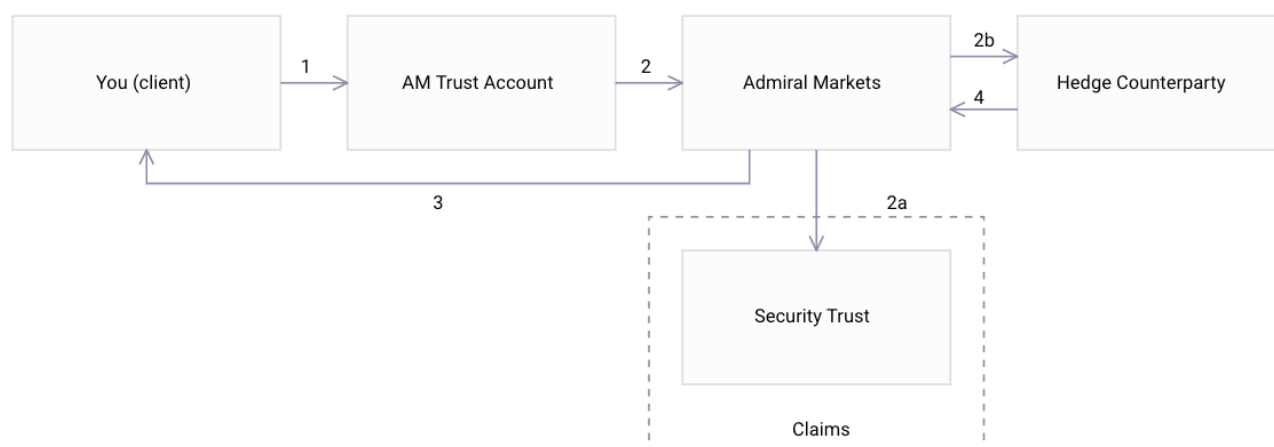 You (client)
1
AM Trust Account
2
Admiral Markets
2b
4
Hedge Counterparty
3
2a
Security Trust
Claims